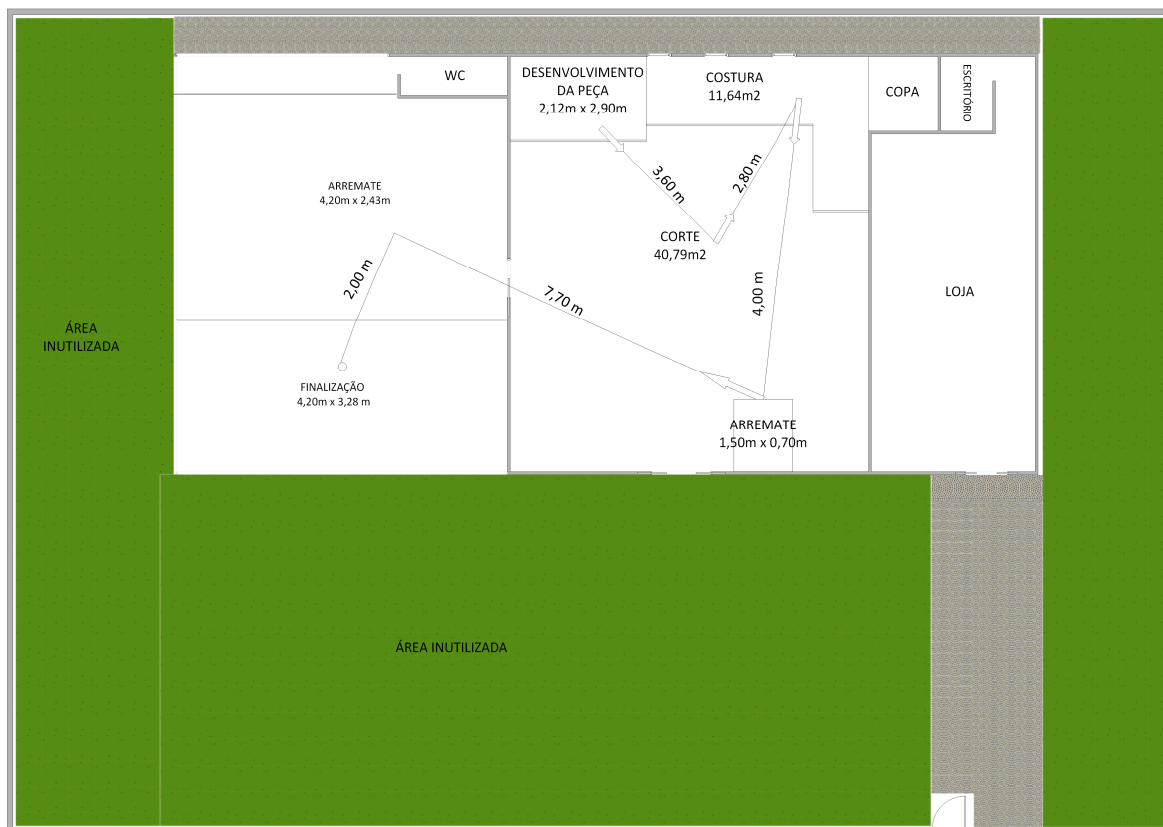 WC
DESENVOLVIMENTO
DA PEÇA
2,12m x 2,90m
COSTURA
11,64m2
COPA
ESCRITÓRIO
ARREMATE
4,20m x 2,43m
3,60 m
2,80 m
CORTE
40,79m2
2,00 m
7,70 m
4,00 m
LOJA
ÁREA
INUTILIZADA
FINALIZAÇÃO
4,20m x 3,28 m
ARREMATE
1,50m x 0,70m
ÁREA INUTILIZADA